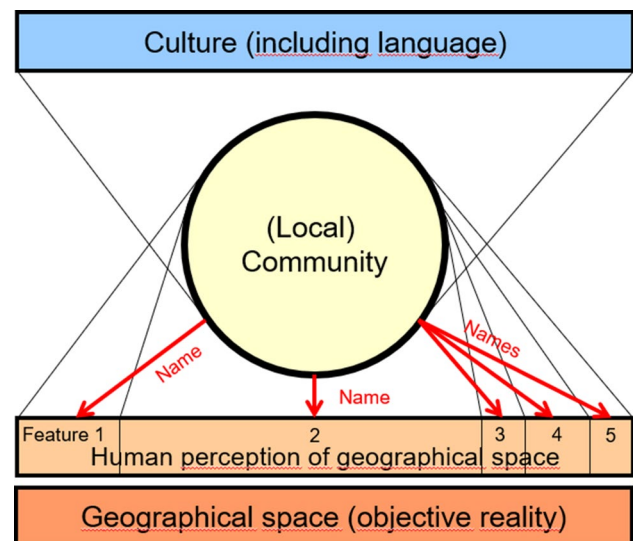 Culture (including language)
(Local)
Community
Name
Name
Names
Feature 1
2
3
4
5
Human perception of geographical space
Geographical space (objective reality)